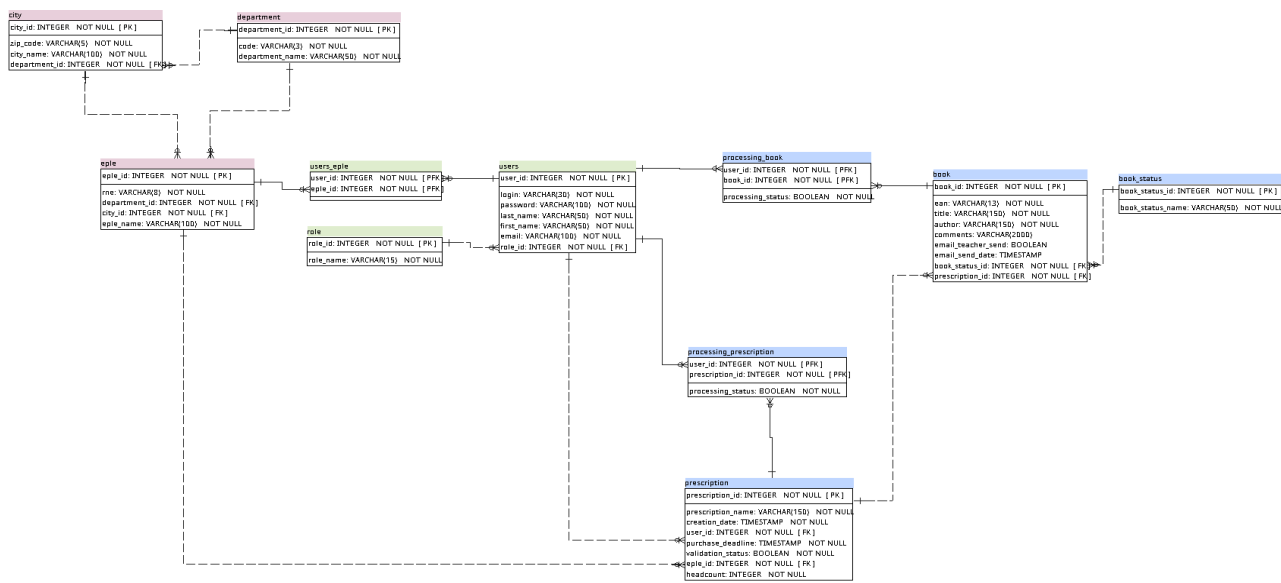 city
city_id: INTEGER NOT NULL [ PK ]
zip_code: VARCHAR(5) NOT NULL
city_name: VARCHAR(100) NOT NULL
department_id: INTEGER NOT NULL [ FK ]
department
department_id: INTEGER NOT NULL [ PK ]
code: VARCHAR(3) NOT NULL
department_name: VARCHAR(50) NOT NULL
eple
eple_id: INTEGER NOT NULL [ PK ]
rne: VARCHAR(8) NOT NULL
department_id: INTEGER NOT NULL [ FK ]
city_id: INTEGER NOT NULL [ FK ]
eple_name: VARCHAR(100) NOT NULL
users_eple
user_id: INTEGER NOT NULL [ PFK ]
eple_id: INTEGER NOT NULL [ PFK ]
role
role_id: INTEGER NOT NULL [ PK ]
role_name: VARCHAR(15) NOT NULL
users
user_id: INTEGER NOT NULL [ PK ]
login: VARCHAR(30) NOT NULL
password: VARCHAR(100) NOT NULL
last_name: VARCHAR(50) NOT NULL
first_name: VARCHAR(50) NOT NULL
email: VARCHAR(100) NOT NULL
role_id: INTEGER NOT NULL [ FK ]
processing_book
user_id: INTEGER NOT NULL [ PFK ]
book_id: INTEGER NOT NULL [ PFK ]
processing_status: BOOLEAN NOT NULL
book
book_id: INTEGER NOT NULL [ PK ]
ean: VARCHAR(13) NOT NULL
title: VARCHAR(150) NOT NULL
author: VARCHAR(150) NOT NULL
comments: VARCHAR(2000)
email_teacher_send: BOOLEAN
email_send_date: TIMESTAMP
book_status_id: INTEGER NOT NULL [ FK ]
prescription_id: INTEGER NOT NULL [ FK ]
book_status
book_status_id: INTEGER NOT NULL [ PK ]
book_status_name: VARCHAR(50) NOT NULL
processing_prescription
user_id: INTEGER NOT NULL [ PFK ]
prescription_id: INTEGER NOT NULL [ PFK ]
processing_status: BOOLEAN NOT NULL
prescription
prescription_id: INTEGER NOT NULL [ PK ]
prescription_name: VARCHAR(150) NOT NULL
creation_date: TIMESTAMP NOT NULL
user_id: INTEGER NOT NULL [ FK ]
purchase_deadline: TIMESTAMP NOT NULL
validation_status: BOOLEAN NOT NULL
eple_id: INTEGER NOT NULL [ FK ]
headcount: INTEGER NOT NULL